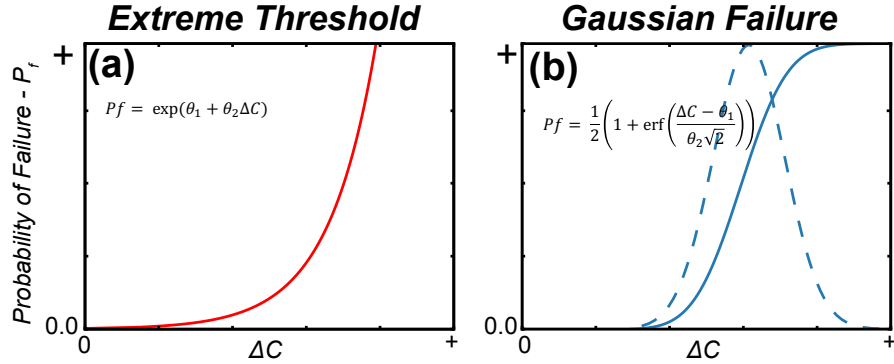 Extreme Threshold
Gaussian Failure
Probability of Failure - P_f
+
(a)
Pf = exp(θ₁ + θ₂ΔC)
0.0
0
ΔC
+
+
(b)
Pf = 1/2(1 + erf((ΔC − θ₁)/(θ₂√2)))
0.0
0
ΔC
+